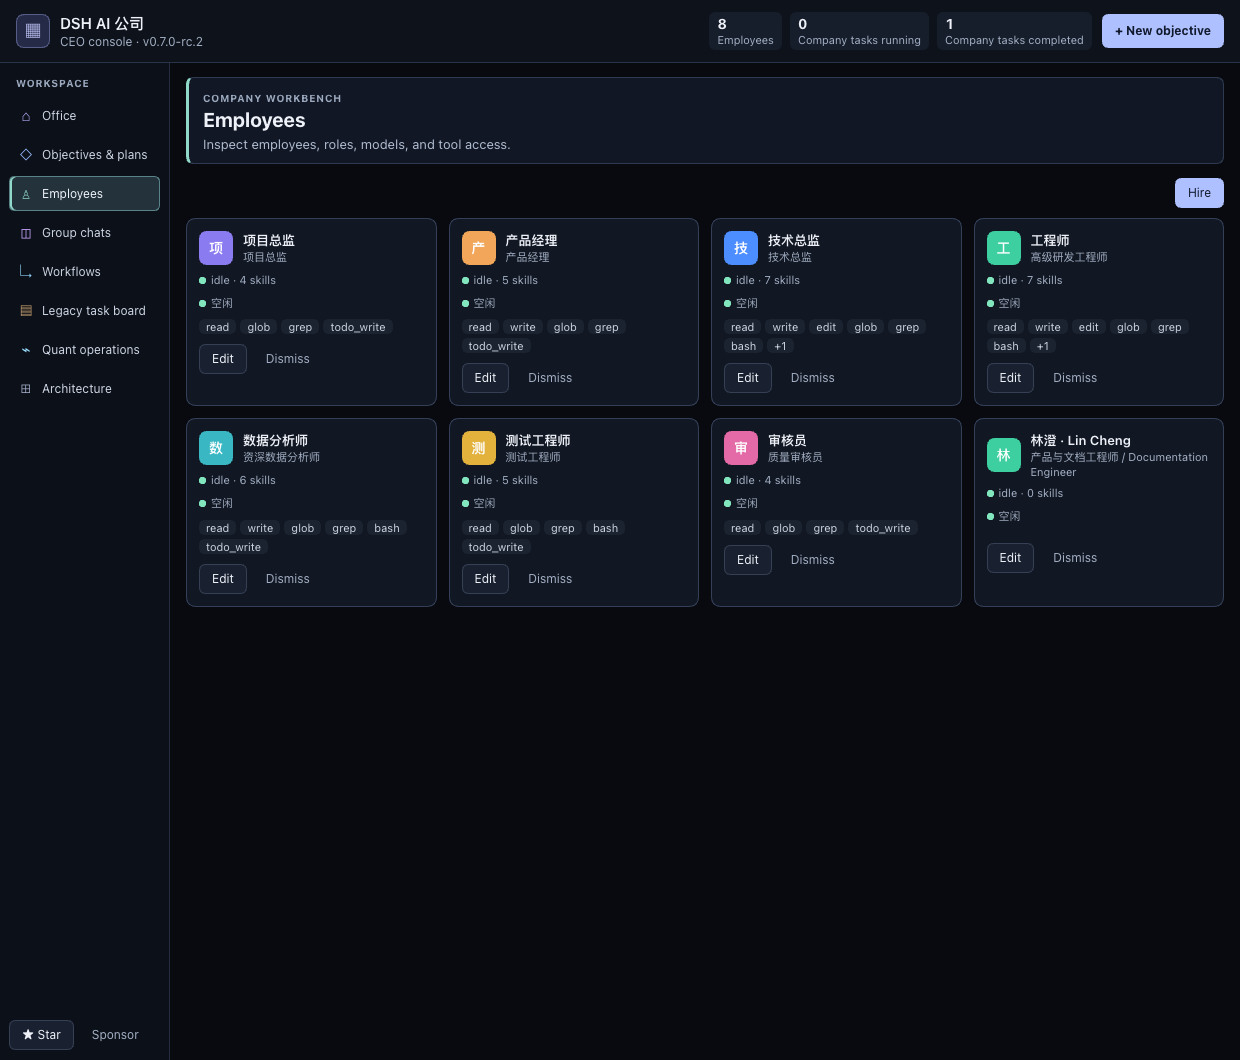 DSH AI 公司
CEO console · v0.7.0-rc.2
8
Employees
0
Company tasks running
1
Company tasks completed
+ New objective
WORKSPACE
Office
Objectives & plans
Employees
Group chats
Workflows
Legacy task board
Quant operations
Architecture
Star
Sponsor
COMPANY WORKBENCH
Employees
Inspect employees, roles, models, and tool access.
Hire
项
项目总监
项目总监
idle · 4 skills
空闲
read glob grep todo_write
Edit Dismiss
产
产品经理
产品经理
idle · 5 skills
空闲
read write glob grep
todo_write
Edit Dismiss
技
技术总监
技术总监
idle · 7 skills
空闲
read write edit glob grep
bash +1
Edit Dismiss
工
工程师
高级研发工程师
idle · 7 skills
空闲
read write edit glob grep
bash +1
Edit Dismiss
数
数据分析师
资深数据分析师
idle · 6 skills
空闲
read write glob grep bash
todo_write
Edit Dismiss
测
测试工程师
测试工程师
idle · 5 skills
空闲
read glob grep bash
todo_write
Edit Dismiss
审
审核员
质量审核员
idle · 4 skills
空闲
read glob grep todo_write
Edit Dismiss
林
林澄 · Lin Cheng
产品与文档工程师 / Documentation
Engineer
idle · 0 skills
空闲
Edit Dismiss